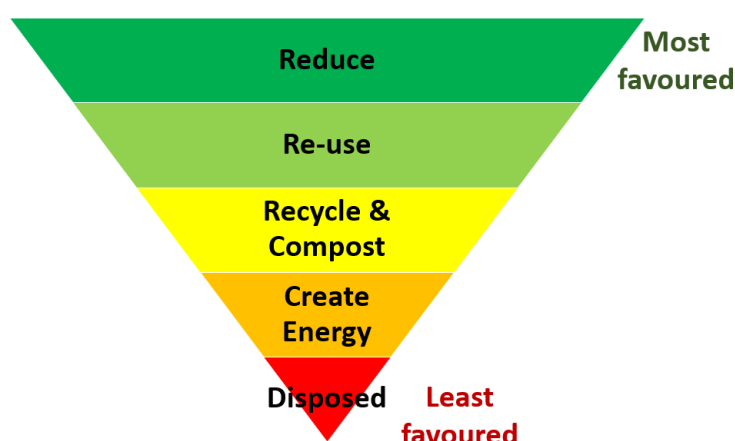 Reduce
Most
favoured
Re-use
Recycle &
Compost
Create
Energy
Disposed
Least
favoured